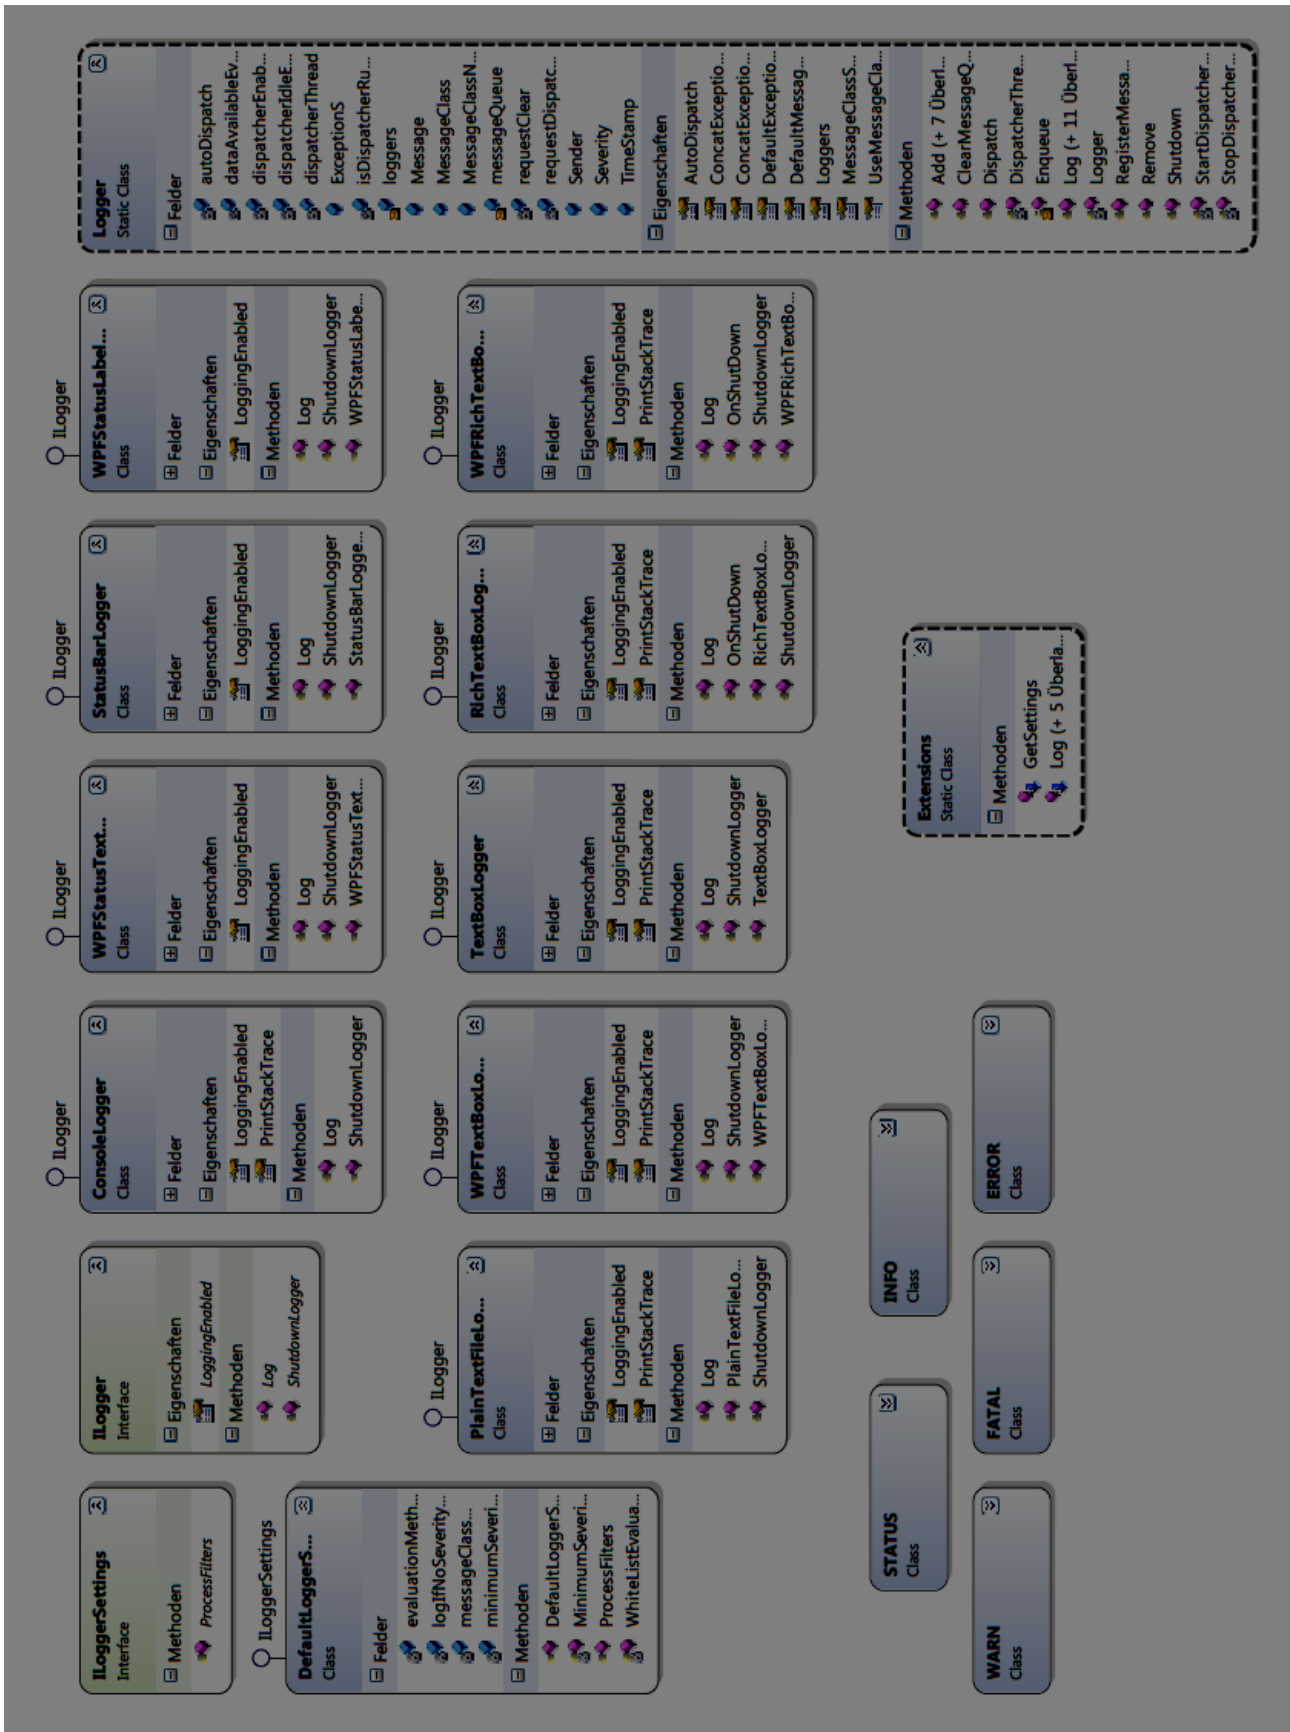 ILoggerSettings
Interface
Methoden
ProcessFilters
ILoggerSettings
DefaultLoggerS...
Class
Felder
evaluationMeth...
logIfNoSeverity...
messageClass...
minimumSeveri...
Methoden
DefaultLoggerS...
MinimumSeveri...
ProcessFilters
WhiteListEvalua...
ILogger
Interface
Eigenschaften
LoggingEnabled
Methoden
Log
ShutdownLogger
ILogger
ConsoleLogger
Class
Felder
Eigenschaften
LoggingEnabled
PrintStackTrace
Methoden
Log
ShutdownLogger
ILogger
WPFStatusText...
Class
Felder
Eigenschaften
LoggingEnabled
Methoden
Log
ShutdownLogger
WPFStatusText...
ILogger
StatusBarLogger
Class
Felder
Eigenschaften
LoggingEnabled
Methoden
Log
ShutdownLogger
StatusBarLogge...
ILogger
WPFStatusLabel...
Class
Felder
Eigenschaften
LoggingEnabled
Methoden
Log
ShutdownLogger
WPFStatusLabe...
Logger
Static Class
Felder
autoDispatch
dataAvailableEv...
dispatcherEnab...
dispatcherIdleE...
dispatcherThread
ExceptionS
isDispatcherRu...
loggers
Message
MessageClass
MessageClassN...
messageQueue
requestClear
requestDispatc...
Sender
Severity
TimeStamp
Eigenschaften
AutoDispatch
ConcatExceptio...
ConcatExceptio...
DefaultExceptio...
DefaultMessag...
Loggers
MessageClassS...
UseMessageCla...
Methoden
Add (+ 7 Überl...
ClearMessageQ...
Dispatch
DispatcherThre...
Enqueue
Log (+ 11 Überl...
Logger
RegisterMessa...
Remove
Shutdown
StartDispatcher...
StopDispatcher...
ILogger
PlainTextFileLo...
Class
Felder
Eigenschaften
LoggingEnabled
PrintStackTrace
Methoden
Log
PlainTextFileLo...
ShutdownLogger
ILogger
WPFTextBoxLo...
Class
Felder
Eigenschaften
LoggingEnabled
PrintStackTrace
Methoden
Log
ShutdownLogger
WPFTextBoxLo...
ILogger
TextBoxLogger
Class
Felder
Eigenschaften
LoggingEnabled
PrintStackTrace
Methoden
Log
ShutdownLogger
TextBoxLogger
ILogger
RichTextBoxLog...
Class
Felder
Eigenschaften
LoggingEnabled
PrintStackTrace
Methoden
Log
OnShutDown
RichTextBoxLo...
ShutdownLogger
ILogger
WPFRichTextBo...
Class
Felder
Eigenschaften
LoggingEnabled
PrintStackTrace
Methoden
Log
OnShutDown
ShutdownLogger
WPFRichTextBo...
STATUS
Class
INFO
Class
Extensions
Static Class
Methoden
GetSettings
Log (+ 5 Überla...
WARN
Class
FATAL
Class
ERROR
Class